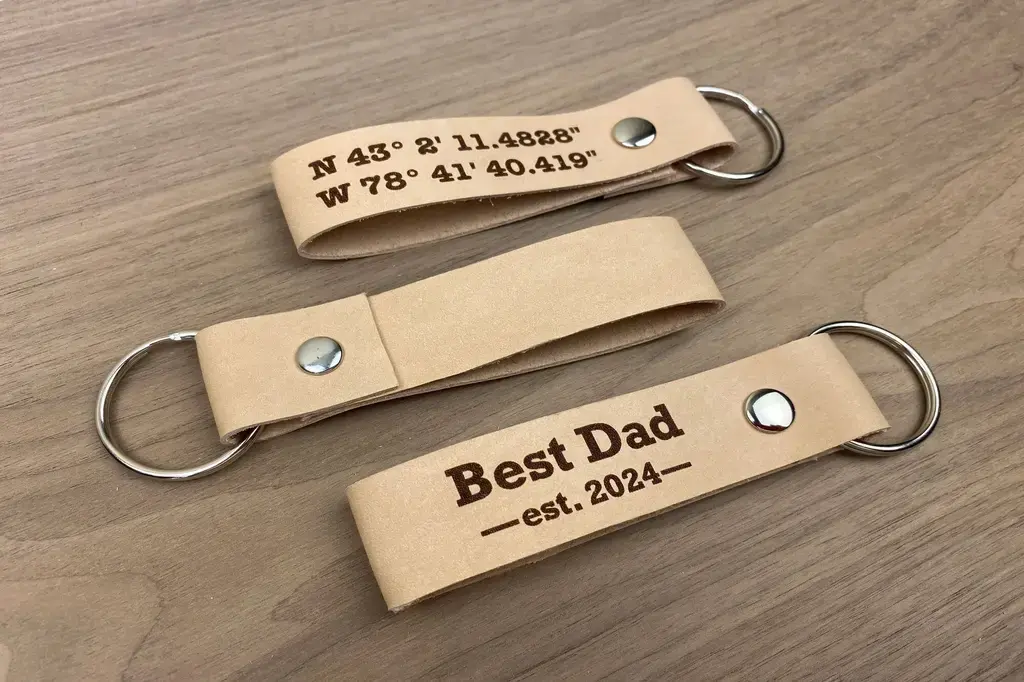 N 43° 2' 11.4828"
W 78° 41' 40.419"
Best Dad
—est. 2024—